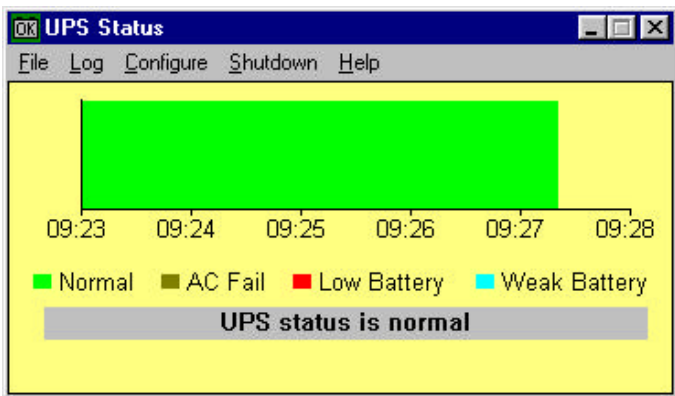 OK UPS Status
File Log Configure Shutdown Help
09:23 09:24 09:25 09:26 09:27 09:28
Normal AC Fail Low Battery Weak Battery
UPS status is normal